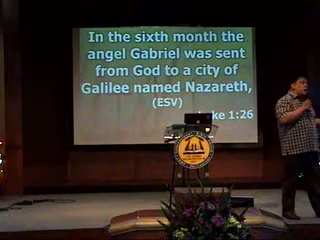 In the sixth month the
angel Gabriel was sent
from God to a city of
Galilee named Nazareth,
(ESV)
Luke 1:26